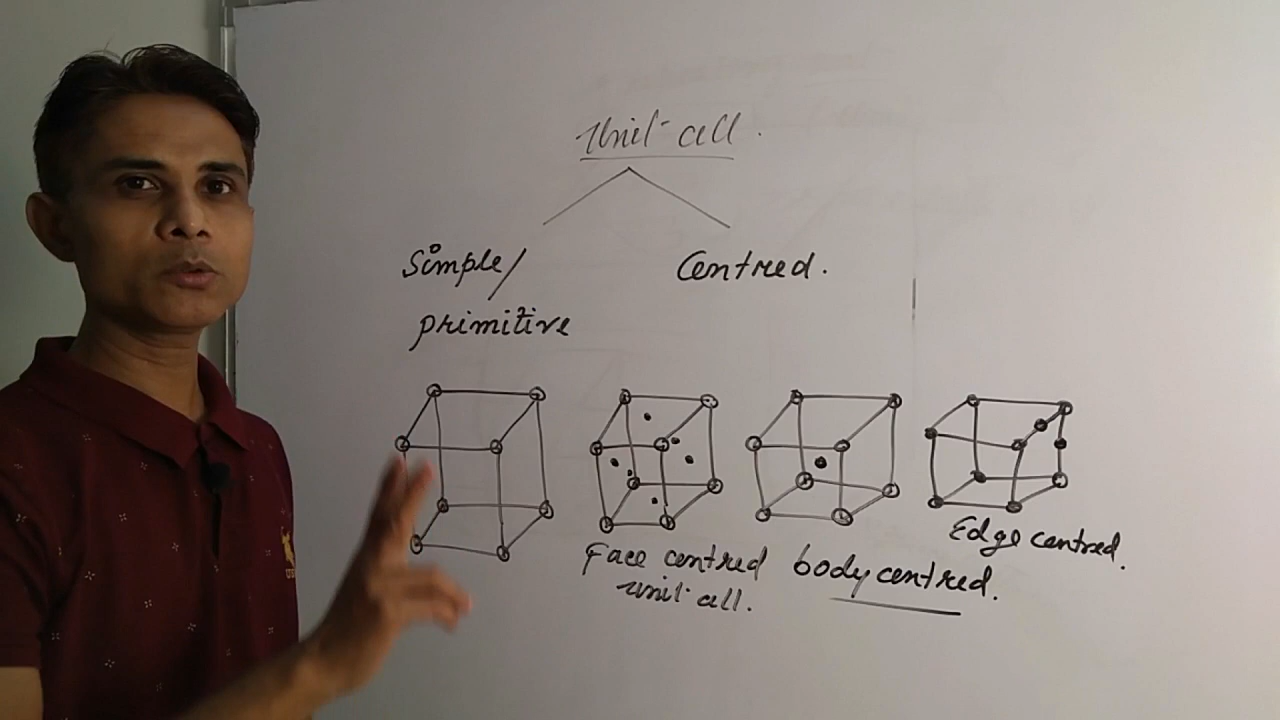 Unit cell.
Simple/
primitive
Centred.
Face centred
unit cell.
body centred.
Edge centred.